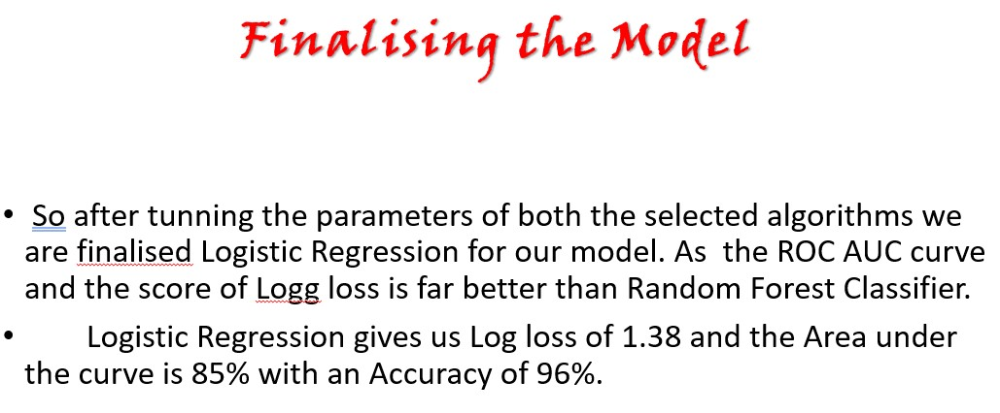 Finalising the Model
• So after tunning the parameters of both the selected algorithms we
are finalised Logistic Regression for our model. As  the ROC AUC curve
and the score of Logg loss is far better than Random Forest Classifier.
• Logistic Regression gives us Log loss of 1.38 and the Area under
the curve is 85% with an Accuracy of 96%.